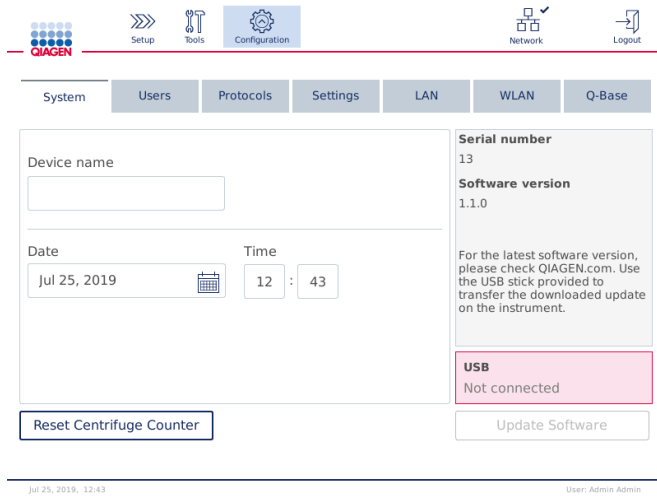 QIAGEN
Setup
Tools
Configuration
Network
Logout
System
Users
Protocols
Settings
LAN
WLAN
Q-Base
Device name
Date
Time
Jul 25, 2019
12 : 43
Serial number
13
Software version
1.1.0
For the latest software version,
please check QIAGEN.com. Use
the USB stick provided to
transfer the downloaded update
on the instrument.
USB
Not connected
Reset Centrifuge Counter
Update Software
Jul 25, 2019, 12:43
User: Admin Admin